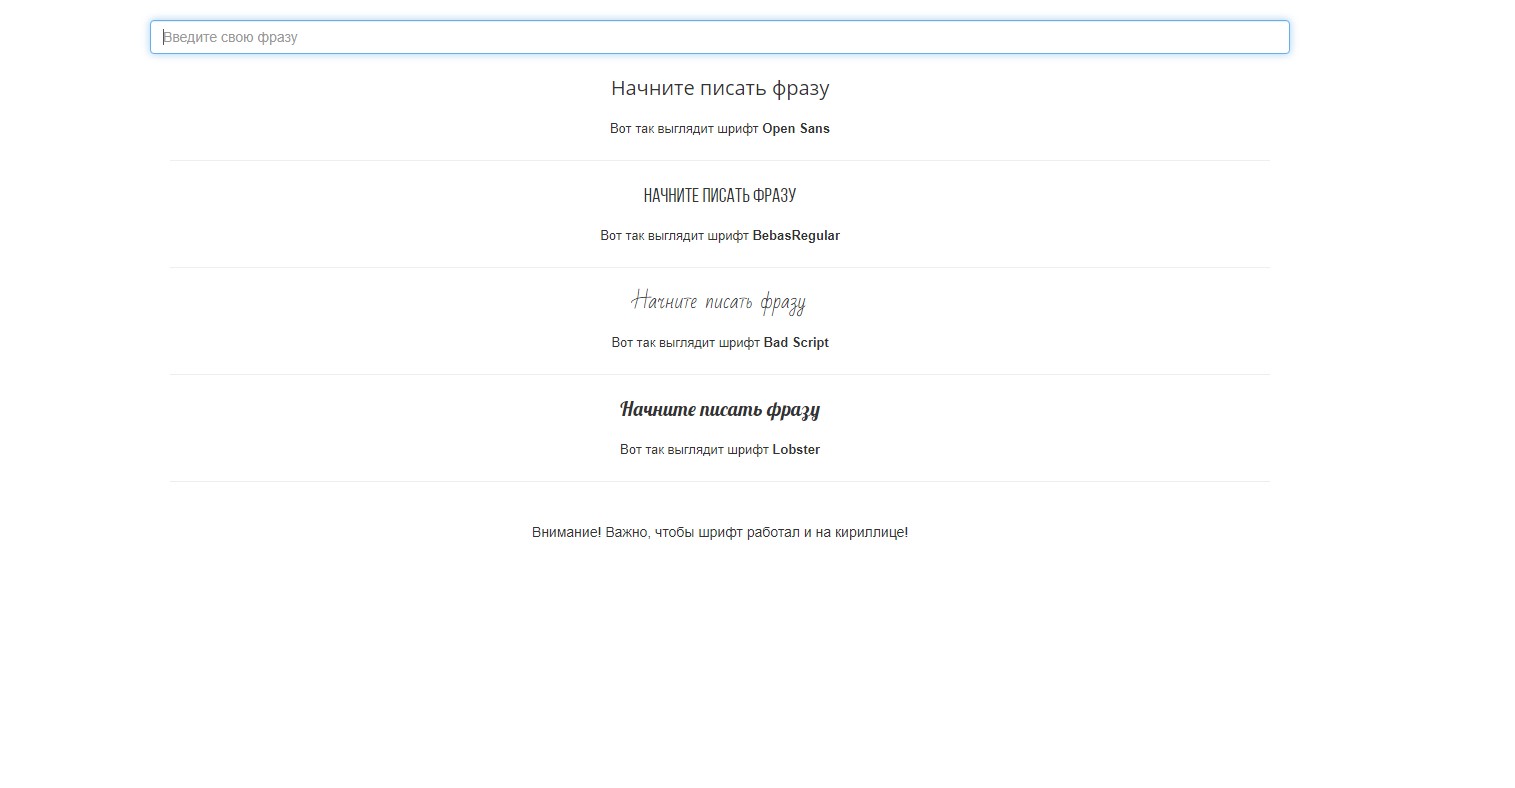 Введите свою фразу
Начните писать фразу
Вот так выглядит шрифт Open Sans
НАЧНИТЕ ПИСАТЬ ФРАЗУ
Вот так выглядит шрифт BebasRegular
Начните писать фразу
Вот так выглядит шрифт Bad Script
Начните писать фразу
Вот так выглядит шрифт Lobster
Внимание! Важно, чтобы шрифт работал и на кириллице!